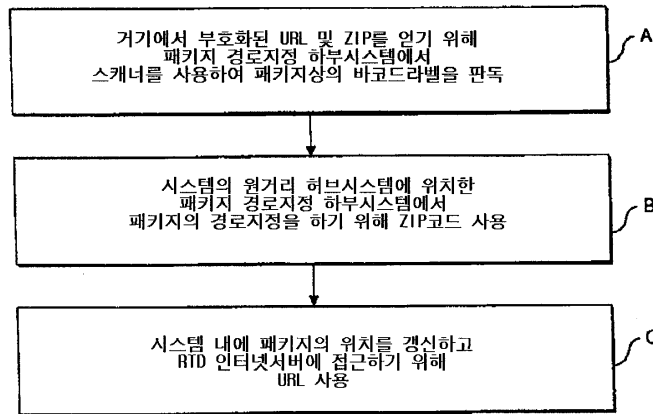 거기에서 부호화된 URL 및 ZIP를 얻기 위해
패키지 경로지정 하부시스템에서
스캐너를 사용하여 패키지상의 바코드라벨을 판독
A
시스템의 원거리 허브시스템에 위치한
패키지 경로지정 하부시스템에서
패키지의 경로지정을 하기 위해 ZIP코드 사용
B
시스템 내에 패키지의 위치를 갱신하고
RTD 인터넷서버에 접근하기 위해
URL 사용
C